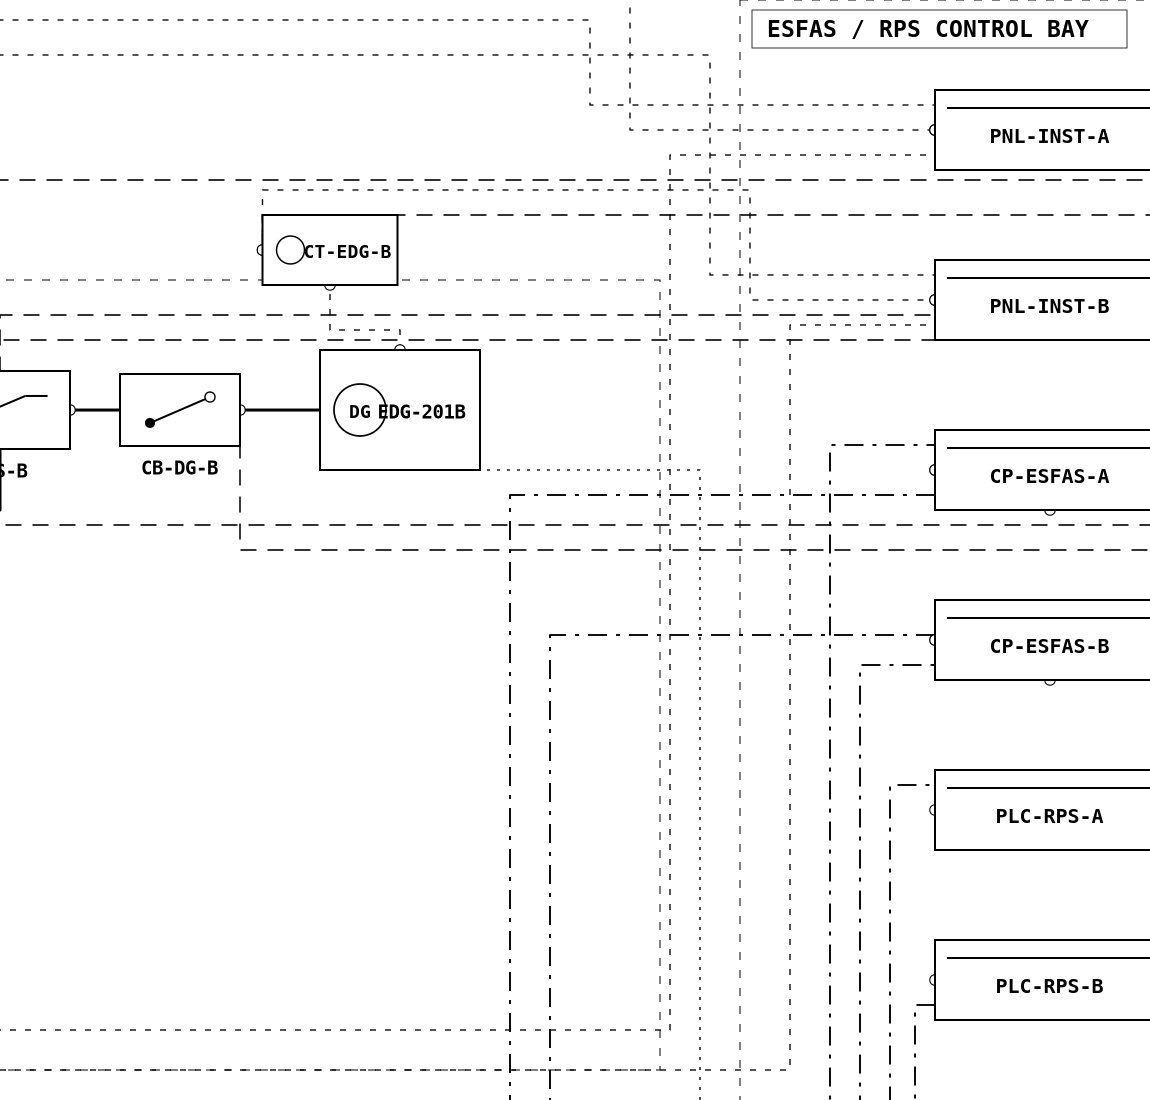 ESFAS / RPS CONTROL BAY
PNL-INST-A
CT-EDG-B
PNL-INST-B
DG
EDG-201B
CB-DG-B
S-B
CP-ESFAS-A
CP-ESFAS-B
PLC-RPS-A
PLC-RPS-B